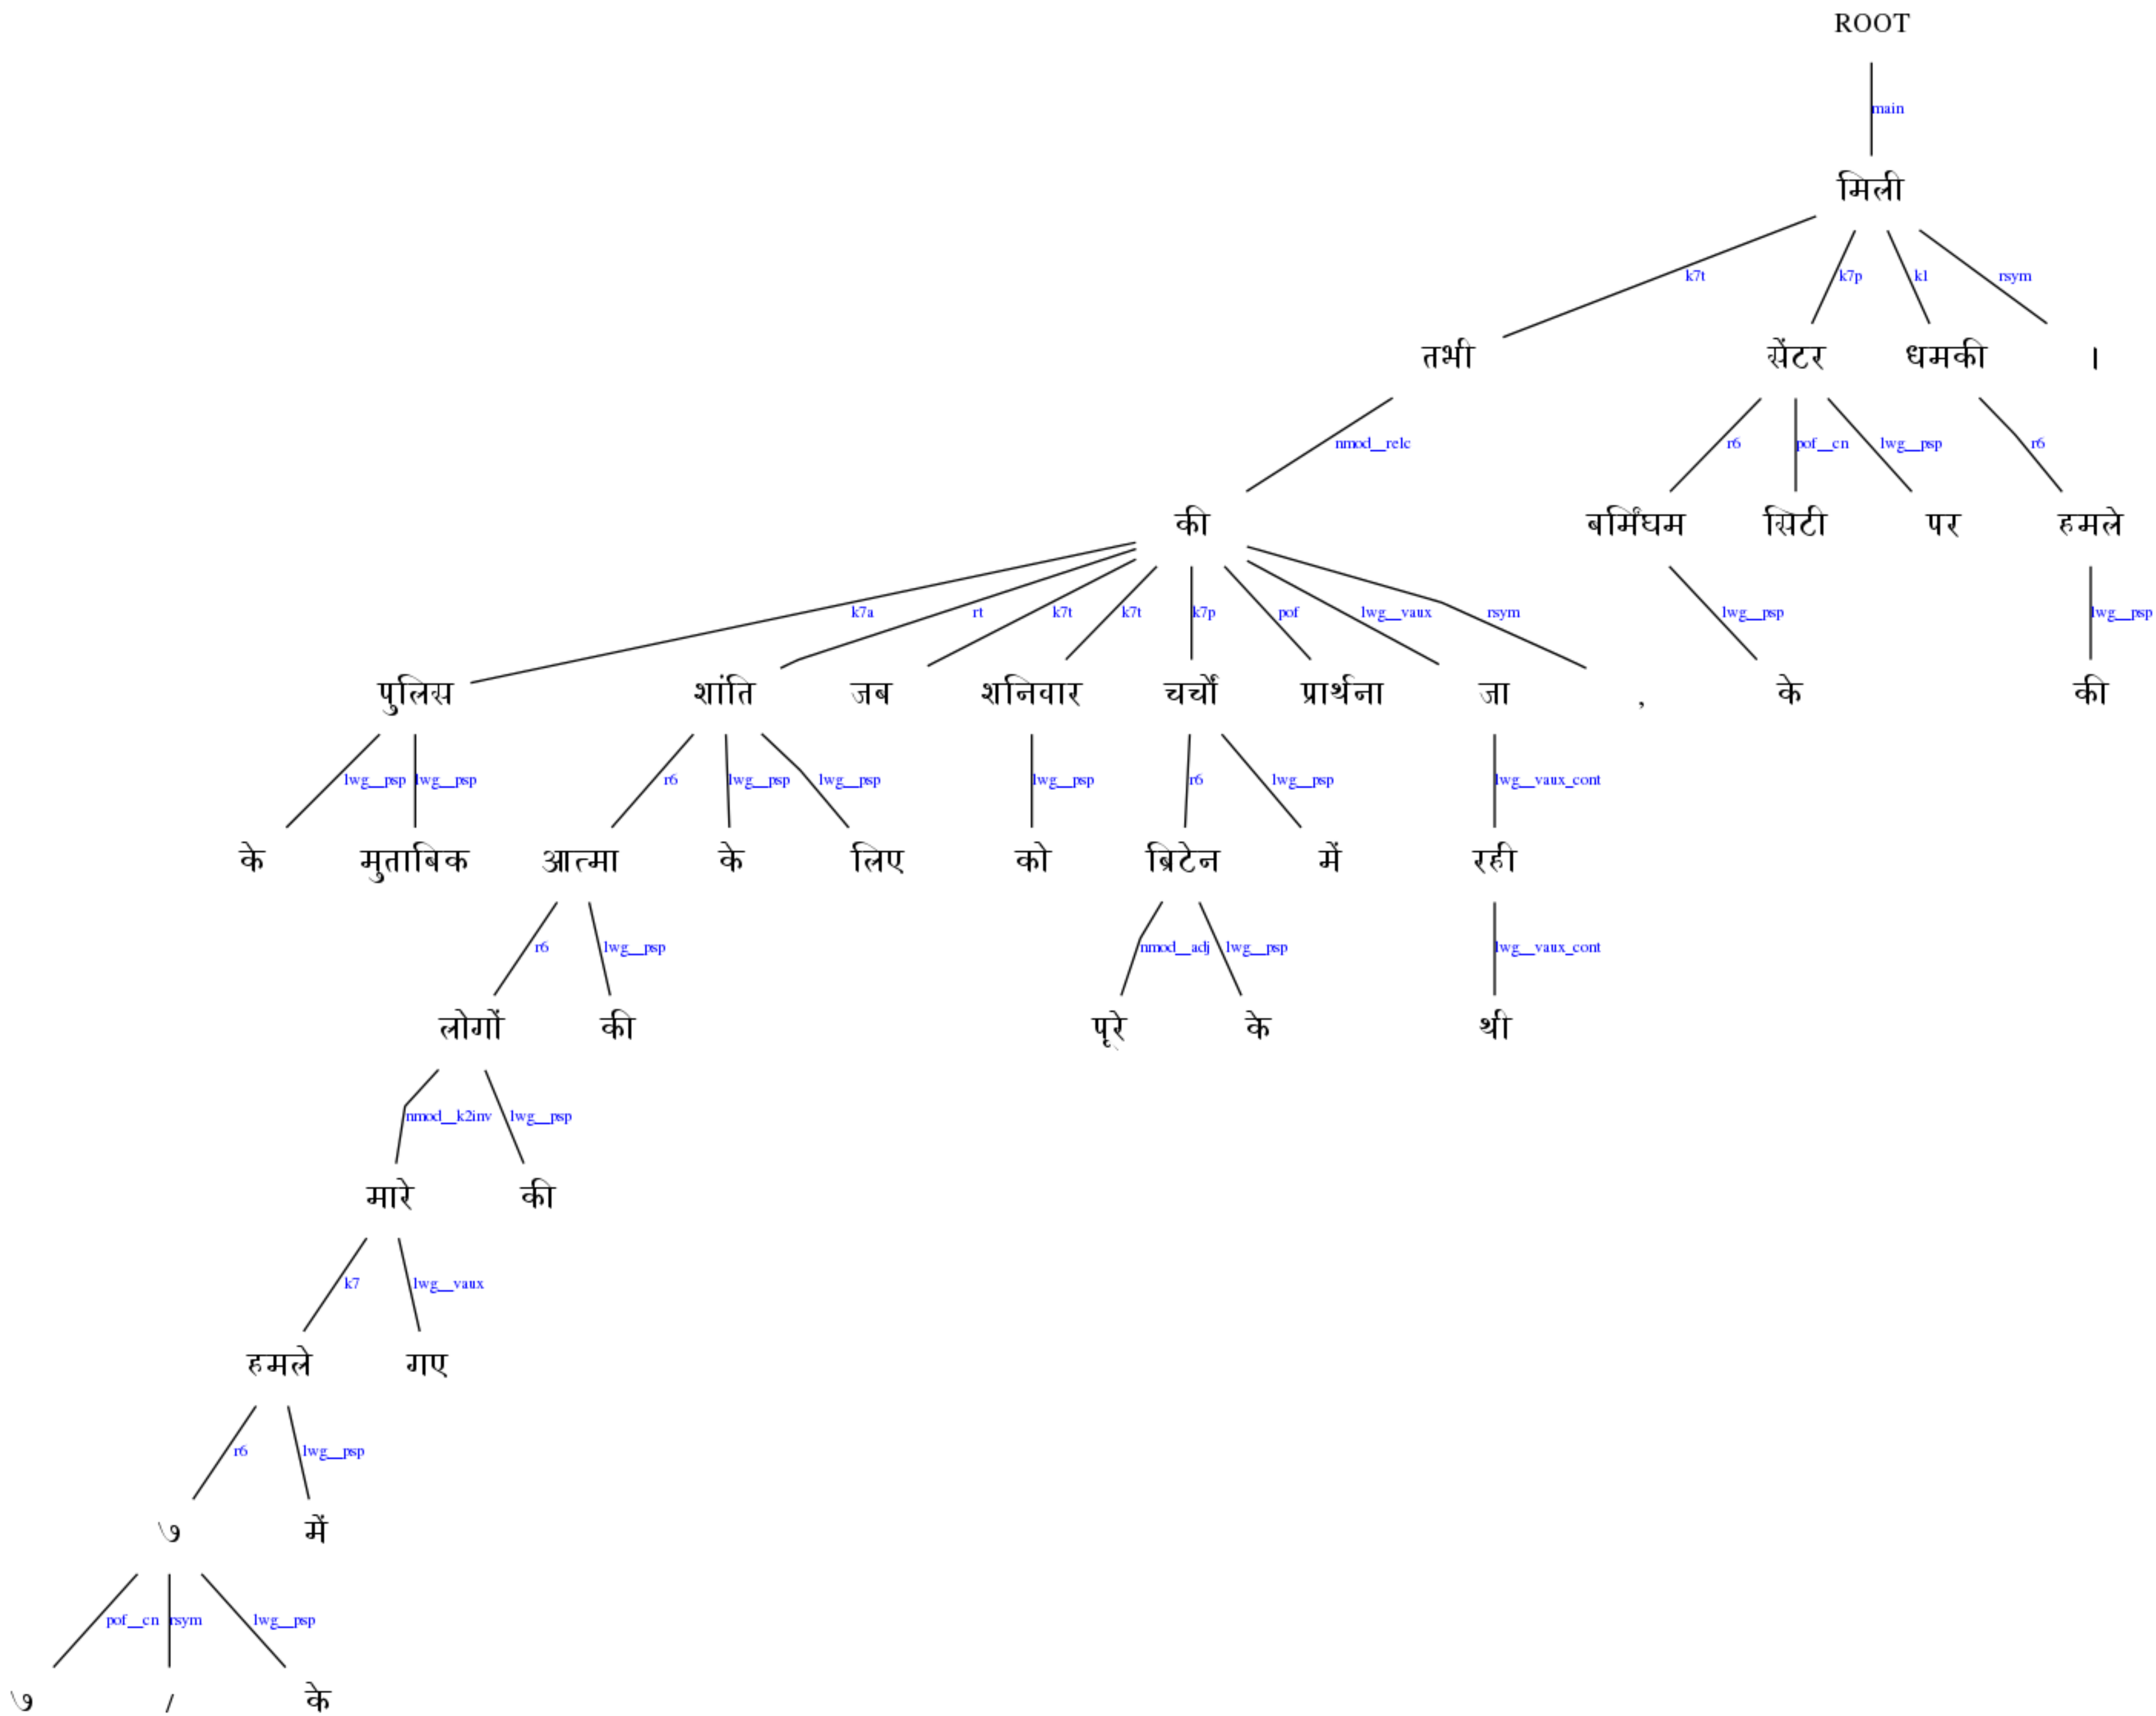 ROOT
main
मिली
k7t k7p k1 rsym
तभी सेंटर धमकी ।
nmod__relc r6 pof__cn lwg__psp r6
की बर्मिंघम सिटी पर हमले
k7a rt k7t k7t k7p pof lwg__vaux rsym lwg__psp lwg__psp
पुलिस शांति जब शनिवार चर्चों प्रार्थना जा , के की
lwg__psp lwg__psp r6 lwg__psp lwg__psp lwg__psp r6 lwg__psp lwg__vaux_cont
के मुताबिक आत्मा के लिए को ब्रिटेन में रही
r6 lwg__psp nmod__adj lwg__psp lwg__vaux_cont
लोगों की पूरे के थी
nmod__k2inv lwg__psp
मारे की
k7 lwg__vaux
हमले गए
r6 lwg__psp
७ में
pof__cn rsym lwg__psp
७ / के